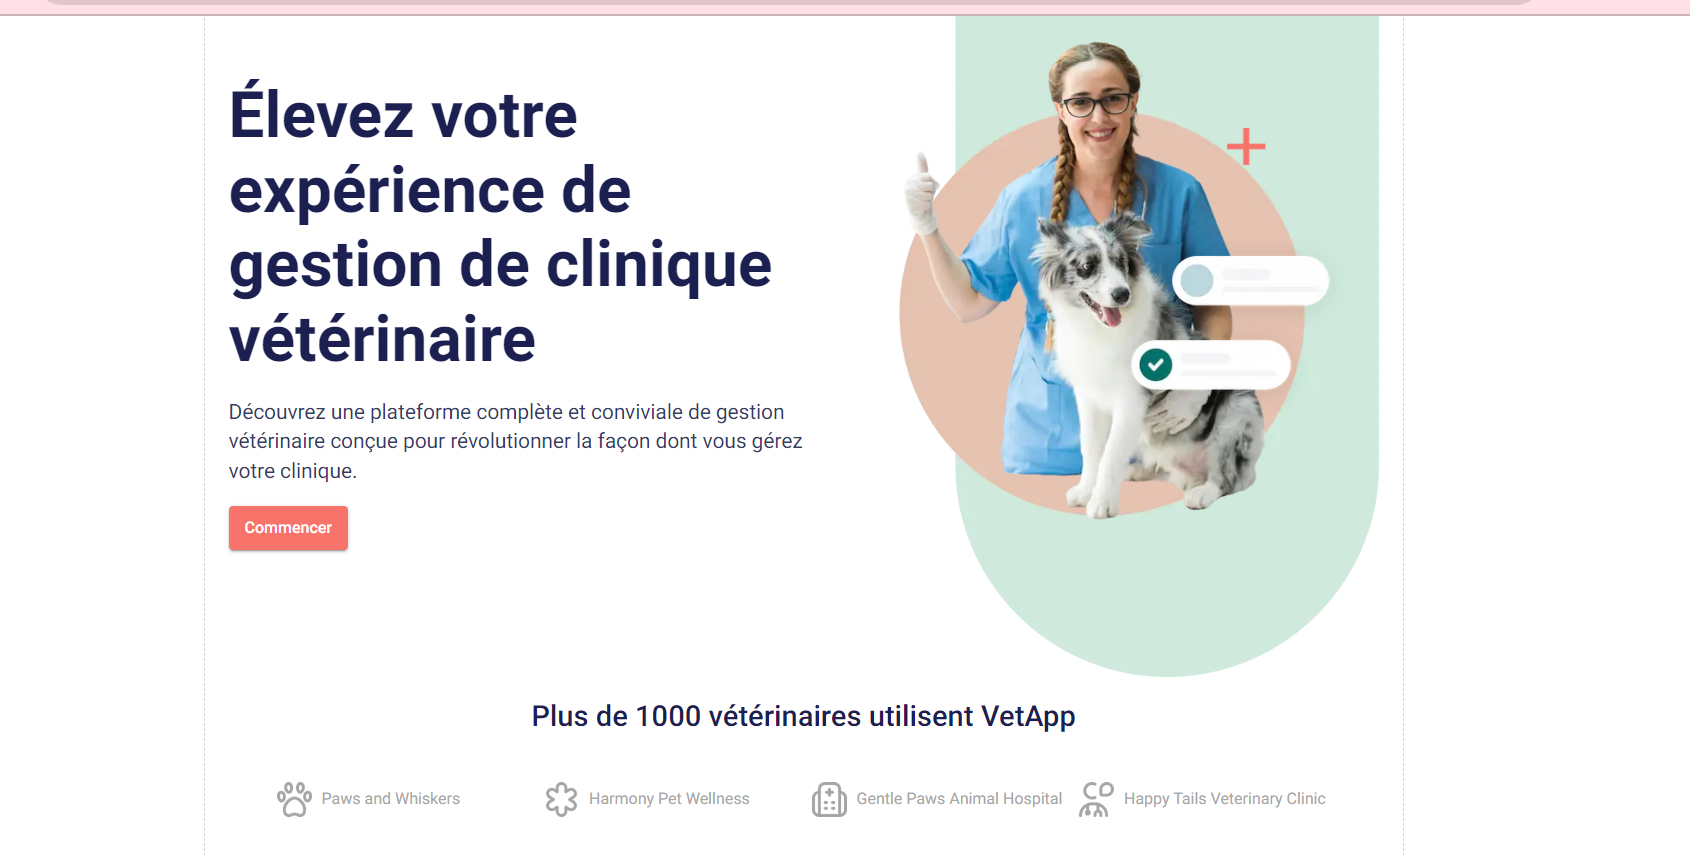 Élevez votre
expérience de
gestion de clinique
vétérinaire
Découvrez une plateforme complète et conviviale de gestion
vétérinaire conçue pour révolutionner la façon dont vous gérez
votre clinique.
Commencer
Plus de 1000 vétérinaires utilisent VetApp
Paws and Whiskers
Harmony Pet Wellness
Gentle Paws Animal Hospital
Happy Tails Veterinary Clinic